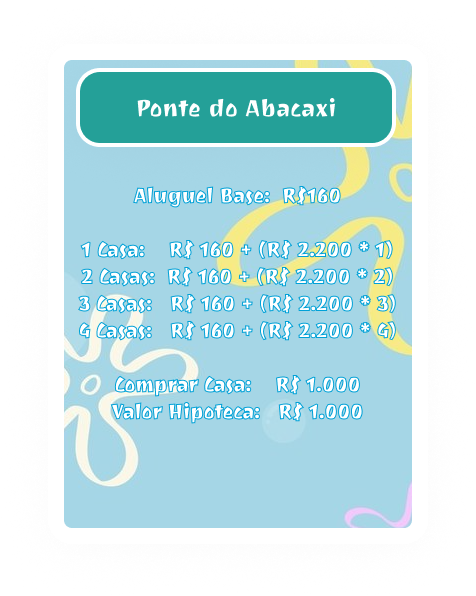 Ponte do Abacaxi
Aluguel Base: R$160
1 Casa: R$ 160 + (R$ 2.200 * 1)
2 Casas: R$ 160 + (R$ 2.200 * 2)
3 Casas: R$ 160 + (R$ 2.200 * 3)
4 Casas: R$ 160 + (R$ 2.200 * 4)
Comprar Casa: R$ 1.000
Valor Hipoteca: R$ 1.000